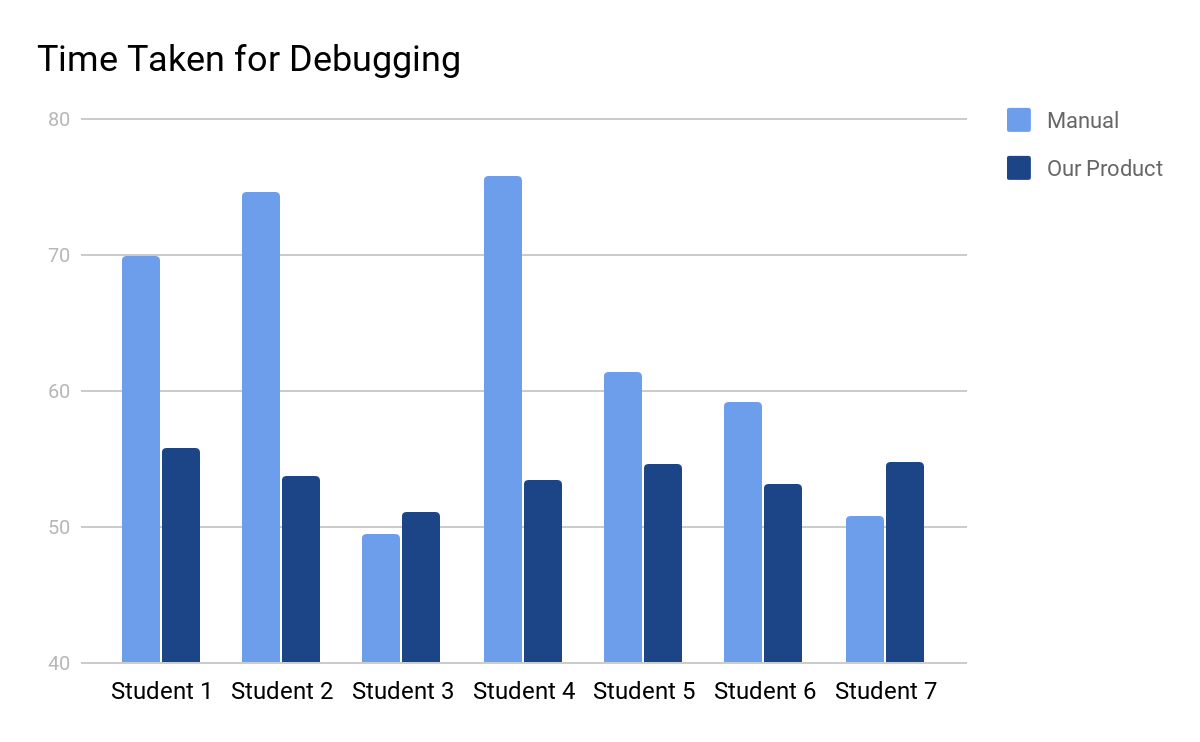 Time Taken for Debugging
80
Manual
Our Product
70
60
50
40
Student 1 Student 2 Student 3 Student 4 Student 5 Student 6 Student 7